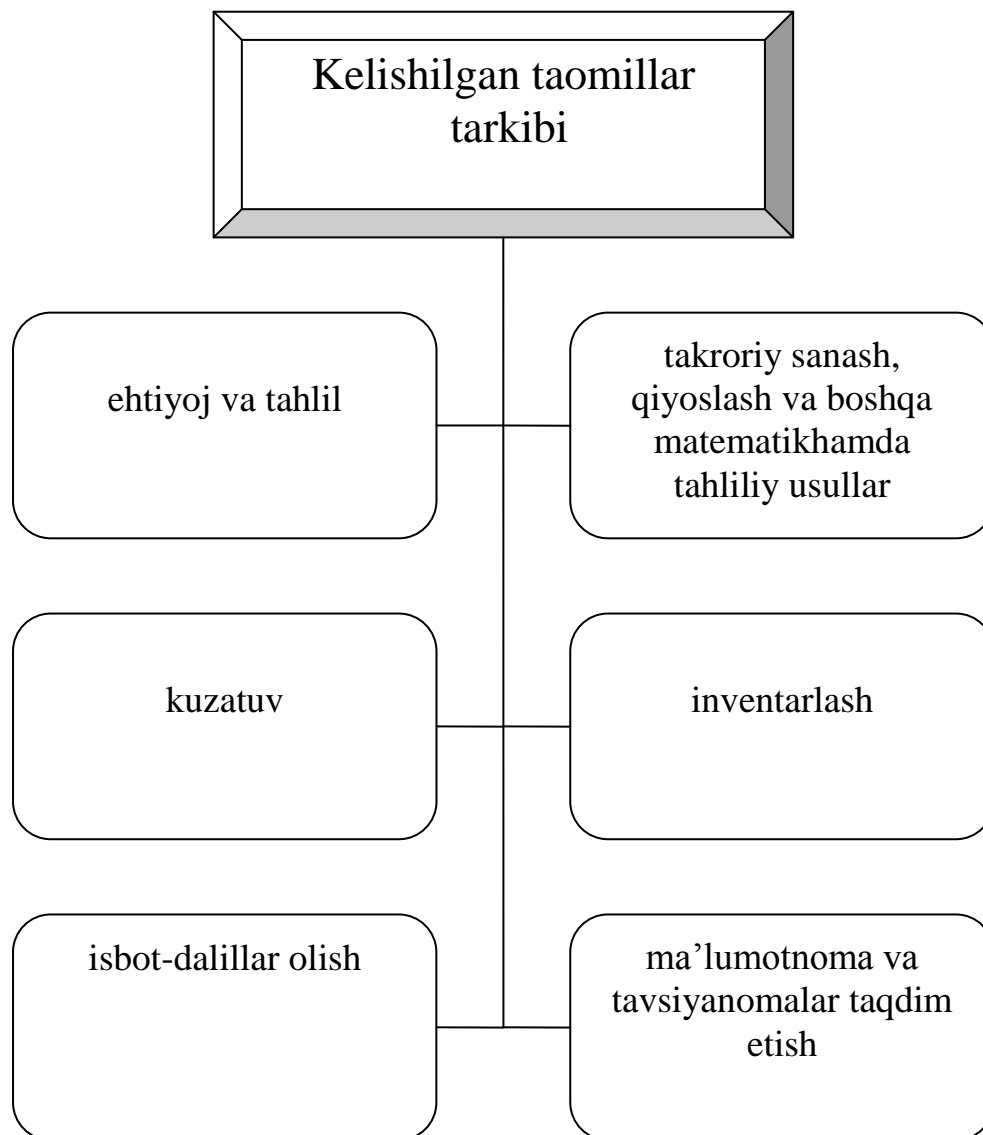 Kelishilgan taomillar
tarkibi
ehtiyoj va tahlil
takroriy sanash,
qiyoslash va boshqa
matematikhamda
tahliliy usullar
kuzatuv
inventarlash
isbot-dalillar olish
ma’lumotnoma va
tavsiyanomalar taqdim
etish